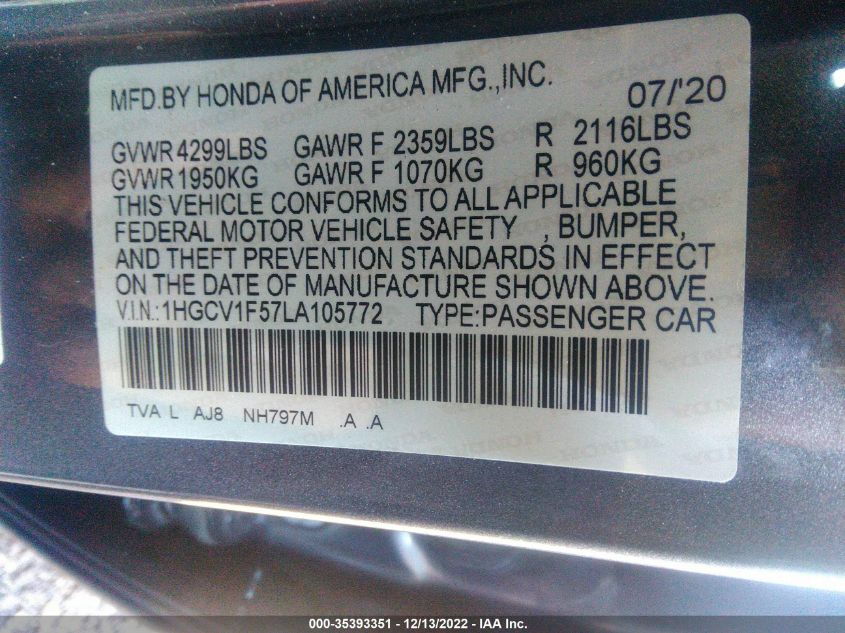 MFD.BY HONDA OF AMERICA MFG.,INC. 07/'20
GVWR 4299LBS GAWR F 2359LBS R 2116LBS
GVWR 1950KG GAWR F 1070KG R 960KG
THIS VEHICLE CONFORMS TO ALL APPLICABLE
FEDERAL MOTOR VEHICLE SAFETY , BUMPER,
AND THEFT PREVENTION STANDARDS IN EFFECT
ON THE DATE OF MANUFACTURE SHOWN ABOVE.
V.I.N.:1HGCV1F57LA105772 TYPE:PASSENGER CAR
TVA L AJ8 NH797M .A .A
000-35393351 - 12/13/2022 - IAA Inc.